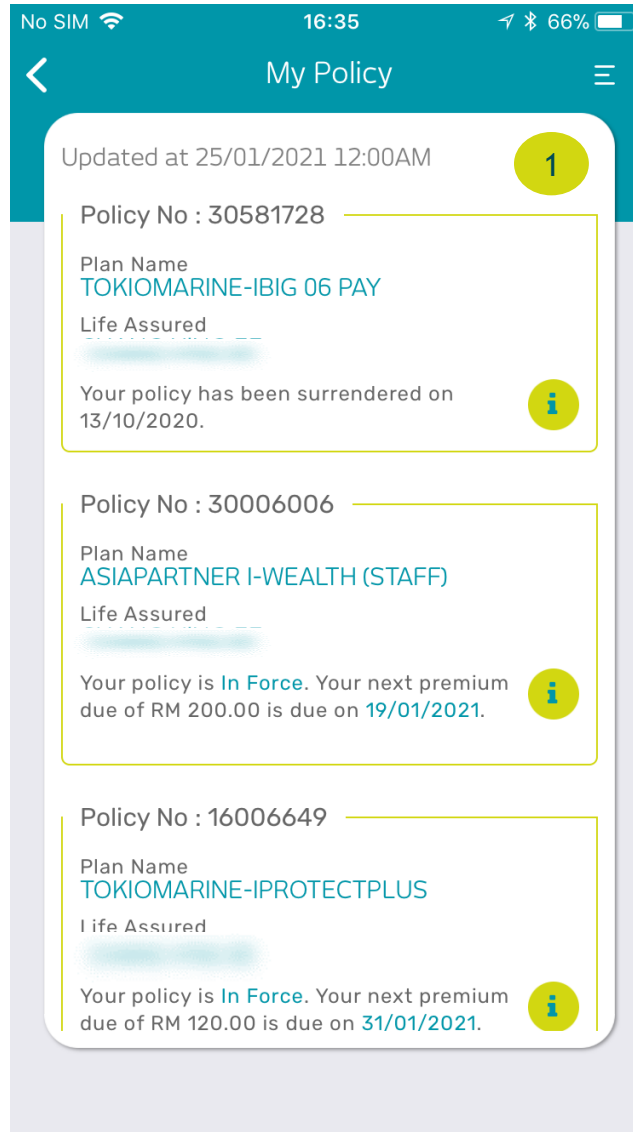 No SIM 16:35 66%
My Policy
Updated at 25/01/2021 12:00AM
1
Policy No : 30581728
Plan Name
TOKIOMARINE-IBIG 06 PAY
Life Assured
Your policy has been surrendered on
13/10/2020.
i
Policy No : 30006006
Plan Name
ASIAPARTNER I-WEALTH (STAFF)
Life Assured
Your policy is In Force. Your next premium
due of RM 200.00 is due on 19/01/2021.
i
Policy No : 16006649
Plan Name
TOKIOMARINE-IPROTECTPLUS
Life Assured
Your policy is In Force. Your next premium
due of RM 120.00 is due on 31/01/2021.
i